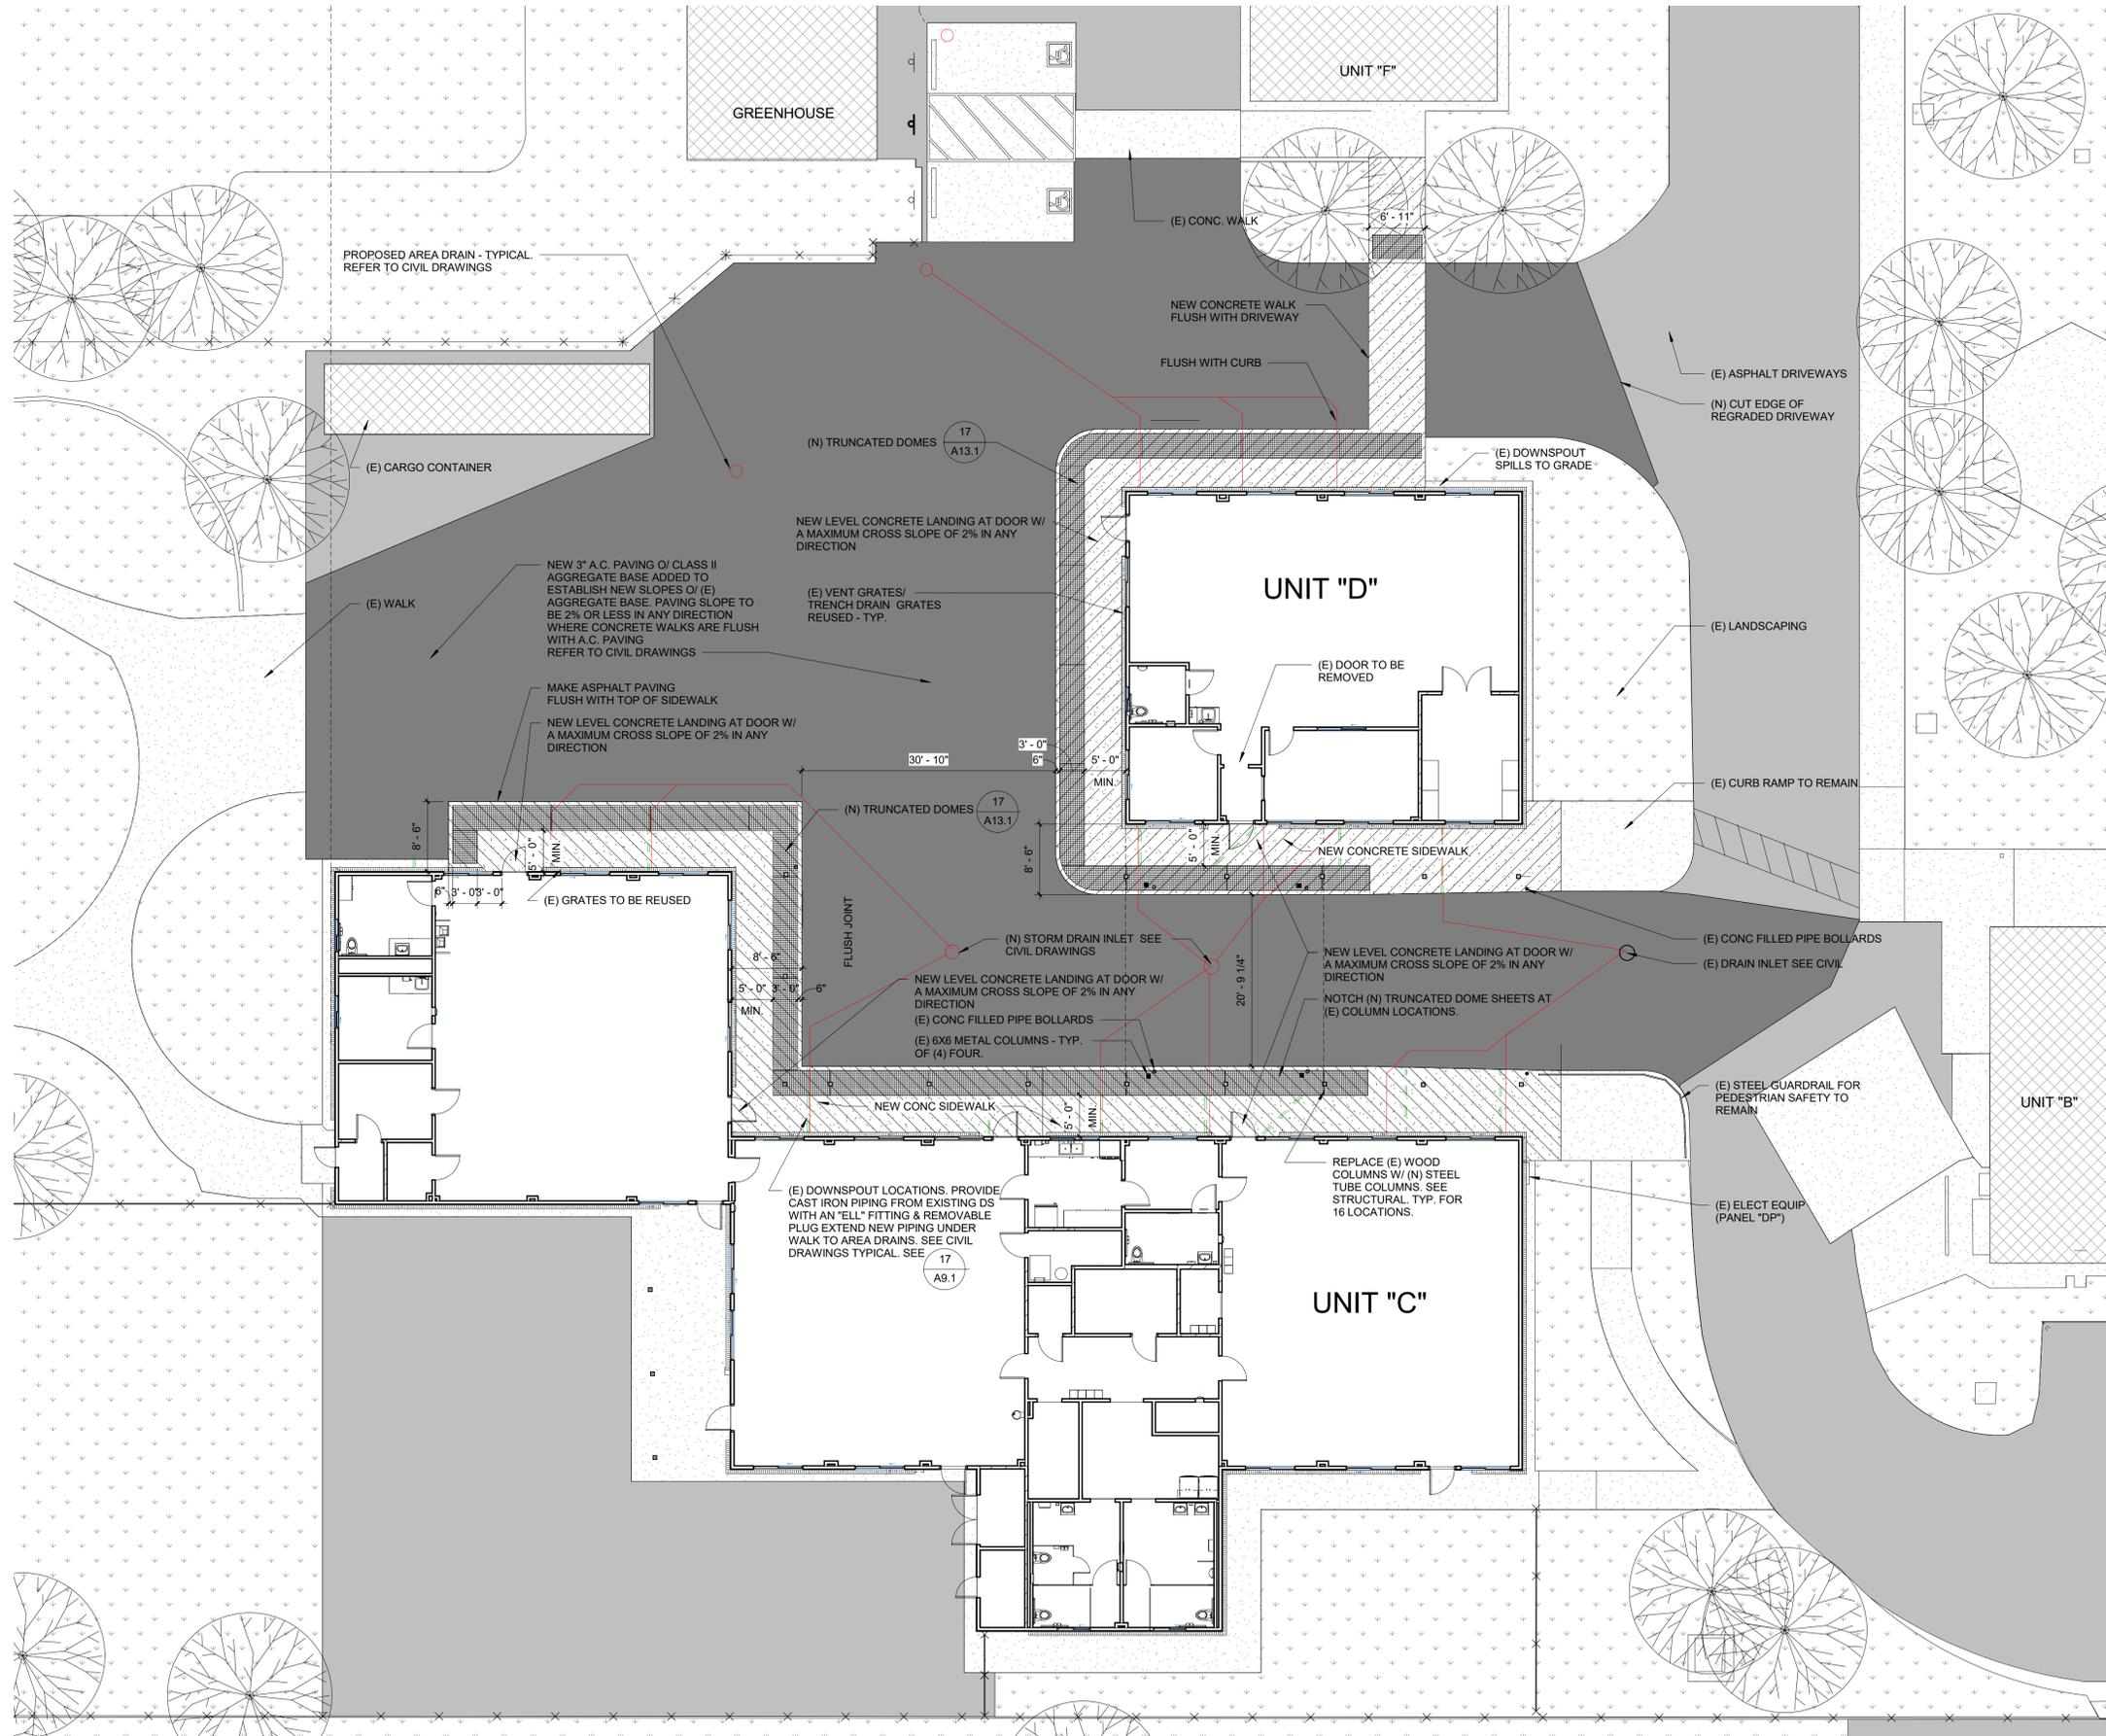 UNIT "F"
GREENHOUSE
(E) CONC. WALK
6' - 11"
PROPOSED AREA DRAIN - TYPICAL.
REFER TO CIVIL DRAWINGS
NEW CONCRETE WALK
FLUSH WITH DRIVEWAY
FLUSH WITH CURB
(E) ASPHALT DRIVEWAYS
(N) CUT EDGE OF
REGRADED DRIVEWAY
(N) TRUNCATED DOMES
17
A13.1
(E) CARGO CONTAINER
(E) DOWNSPOUT
SPILLS TO GRADE
NEW LEVEL CONCRETE LANDING AT DOOR W/
A MAXIMUM CROSS SLOPE OF 2% IN ANY
DIRECTION
NEW 3" A.C. PAVING O/ CLASS II
AGGREGATE BASE ADDED TO
ESTABLISH NEW SLOPES O/ (E)
AGGREGATE BASE. PAVING SLOPE TO
BE 2% OR LESS IN ANY DIRECTION
WHERE CONCRETE WALKS ARE FLUSH
WITH A.C. PAVING
REFER TO CIVIL DRAWINGS
(E) VENT GRATES/
TRENCH DRAIN GRATES
REUSED - TYP.
UNIT "D"
(E) WALK
(E) LANDSCAPING
(E) DOOR TO BE
REMOVED
MAKE ASPHALT PAVING
FLUSH WITH TOP OF SIDEWALK
NEW LEVEL CONCRETE LANDING AT DOOR W/
A MAXIMUM CROSS SLOPE OF 2% IN ANY
DIRECTION
30' - 10"
3' - 0"
6"
5' - 0"
MIN.
(E) CURB RAMP TO REMAIN
(N) TRUNCATED DOMES
17
A13.1
8' - 6"
5' - 0"
MIN.
8' - 6"
5' - 0"
MIN.
NEW CONCRETE SIDEWALK
6"
3' - 0"
3' - 0"
(E) GRATES TO BE REUSED
FLUSH JOINT
(N) STORM DRAIN INLET SEE
CIVIL DRAWINGS
(E) CONC FILLED PIPE BOLLARDS
(E) DRAIN INLET SEE CIVIL
NEW LEVEL CONCRETE LANDING AT DOOR W/
A MAXIMUM CROSS SLOPE OF 2% IN ANY
DIRECTION
8' - 6"
5' - 0"
3' - 0"
6"
MIN.
NEW LEVEL CONCRETE LANDING AT DOOR W/
A MAXIMUM CROSS SLOPE OF 2% IN ANY
DIRECTION
20' - 9 1/4"
NOTCH (N) TRUNCATED DOME SHEETS AT
(E) COLUMN LOCATIONS.
(E) CONC FILLED PIPE BOLLARDS
(E) 6X6 METAL COLUMNS - TYP.
OF (4) FOUR.
(E) STEEL GUARDRAIL FOR
PEDESTRIAN SAFETY TO
REMAIN
UNIT "B"
NEW CONC SIDEWALK
5' - 0"
MIN.
REPLACE (E) WOOD
COLUMNS W/ (N) STEEL
TUBE COLUMNS. SEE
STRUCTURAL. TYP. FOR
16 LOCATIONS.
(E) DOWNSPOUT LOCATIONS. PROVIDE
CAST IRON PIPING FROM EXISTING DS
WITH AN "ELL" FITTING & REMOVABLE
PLUG EXTEND NEW PIPING UNDER
WALK TO AREA DRAINS. SEE CIVIL
DRAWINGS TYPICAL. SEE
17
A9.1
(E) ELECT EQUIP
(PANEL "DP")
UNIT "C"